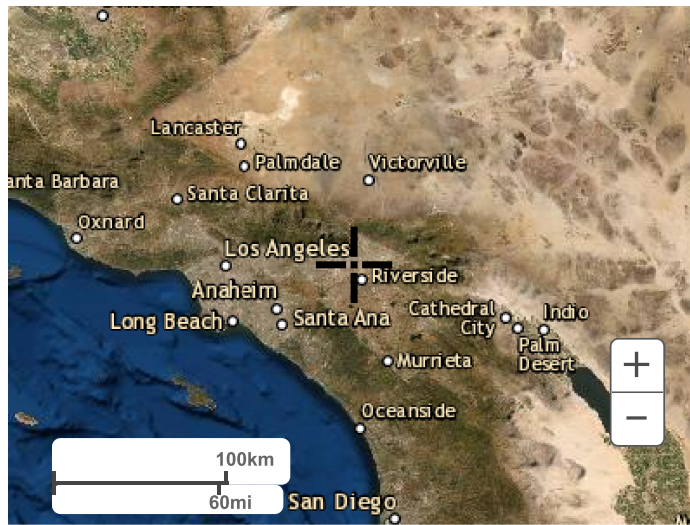 Lancaster
Palmdale
Victorville
anta Barbara
Santa Clarita
Oxnard
Los Angeles
Riverside
Anaheim
Cathedral
City
Indio
Long Beach
Santa Ana
Palm
Desert
Murrieta
+
−
Oceanside
100km
60mi
San Diego